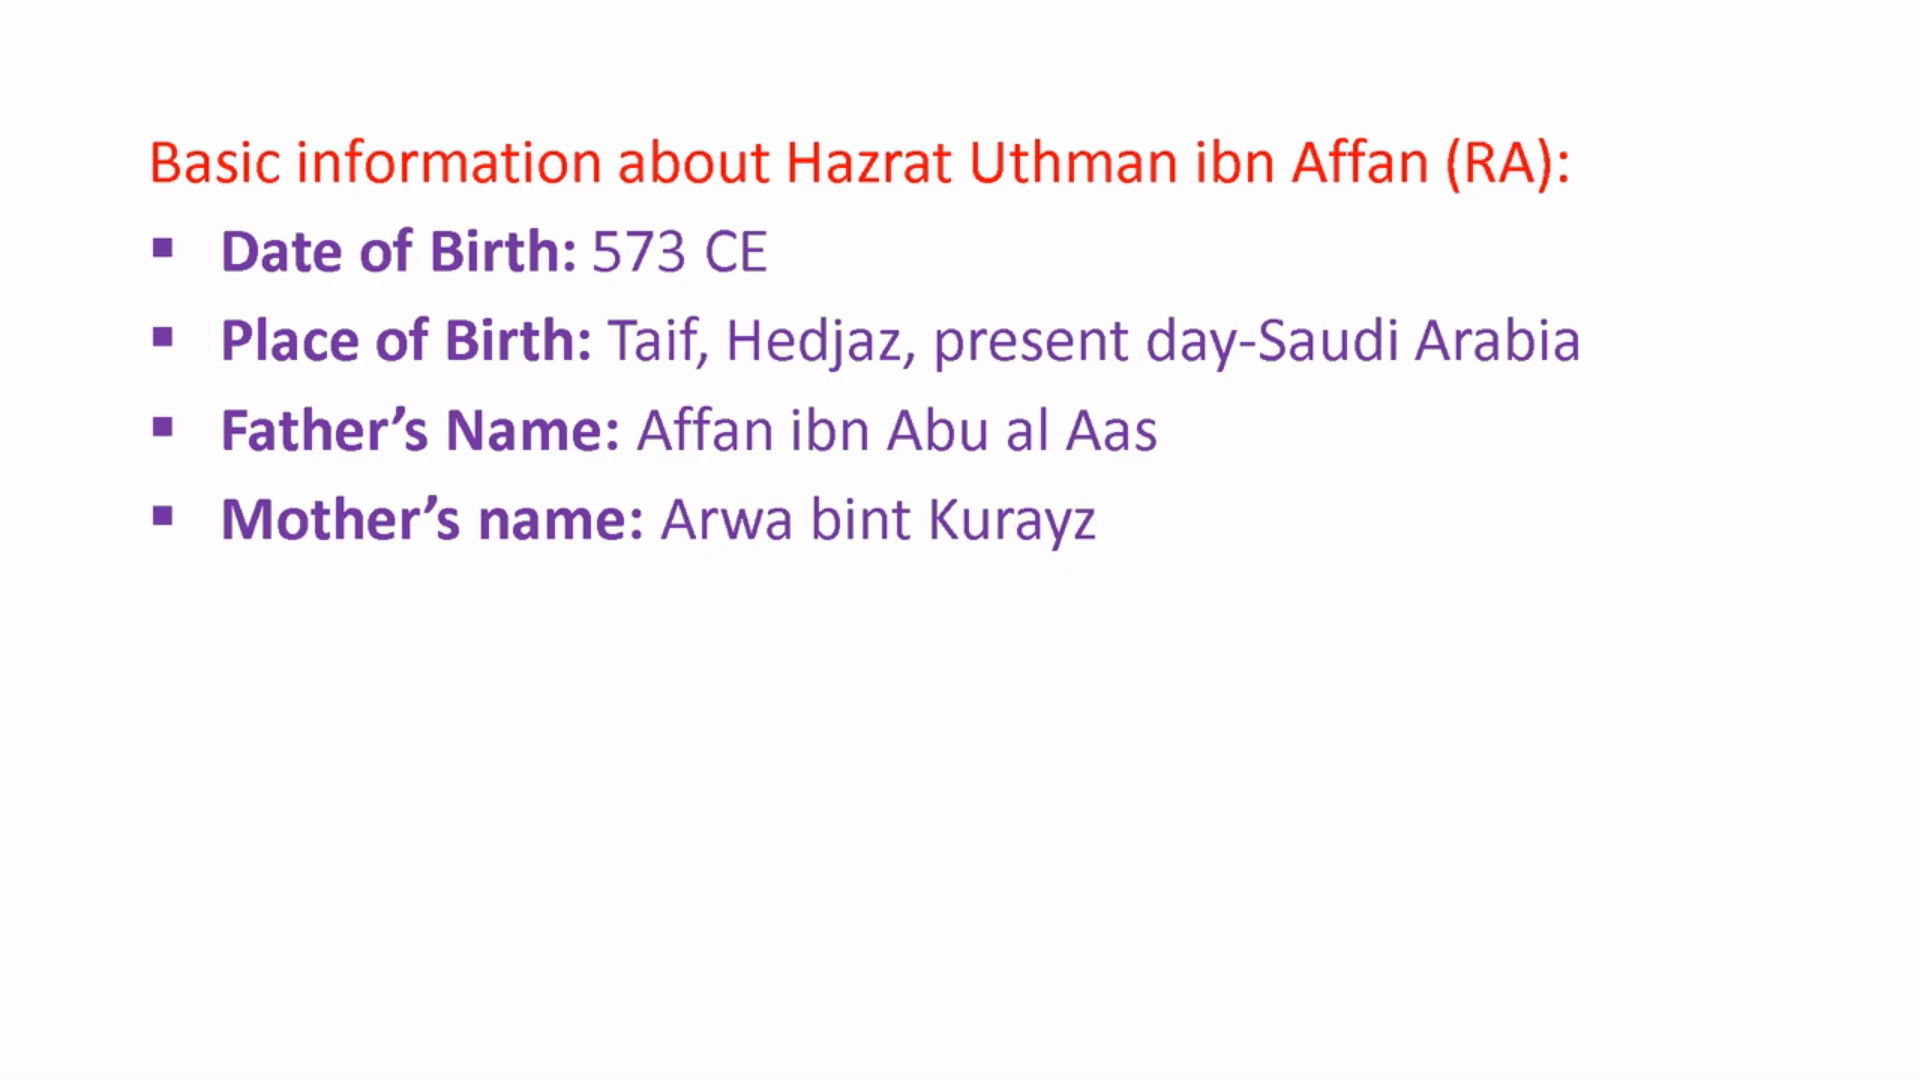 Basic information about Hazrat Uthman ibn Affan (RA):
▪ Date of Birth: 573 CE
▪ Place of Birth: Taif, Hedjaz, present day-Saudi Arabia
▪ Father’s Name: Affan ibn Abu al Aas
▪ Mother’s name: Arwa bint Kurayz